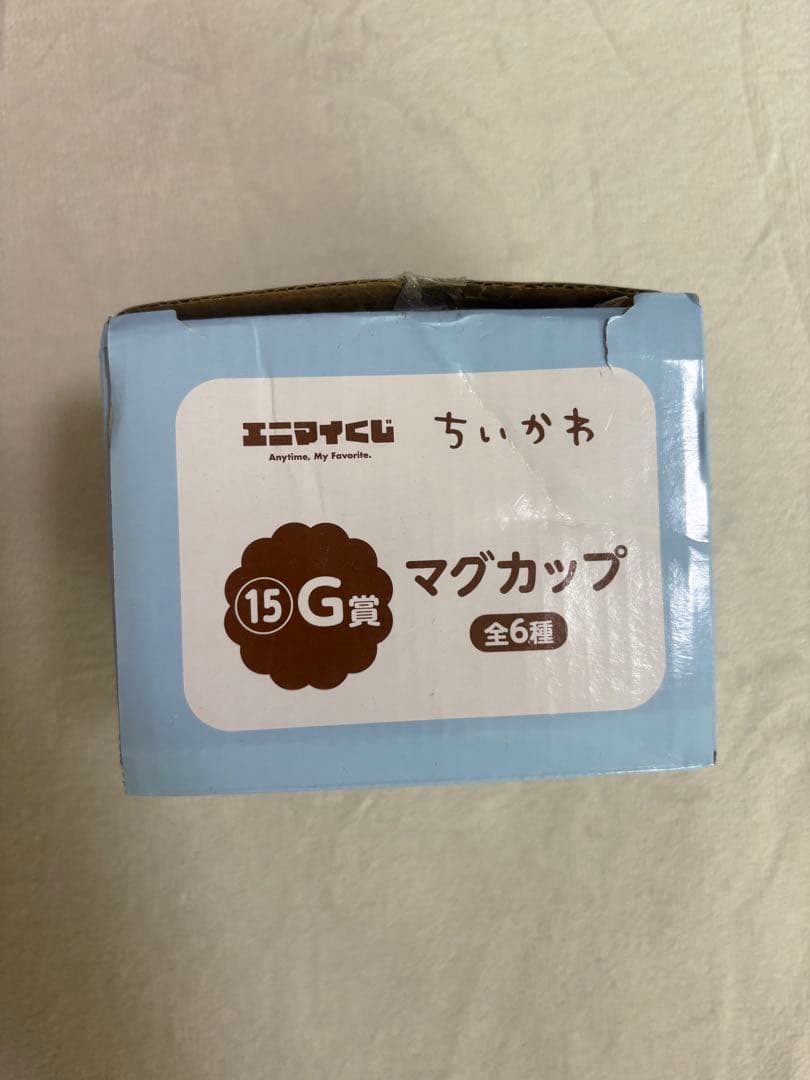 エニマイくじ ちいかわ
Anytime, My Favorite.
⑮ G賞 マグカップ
全6種